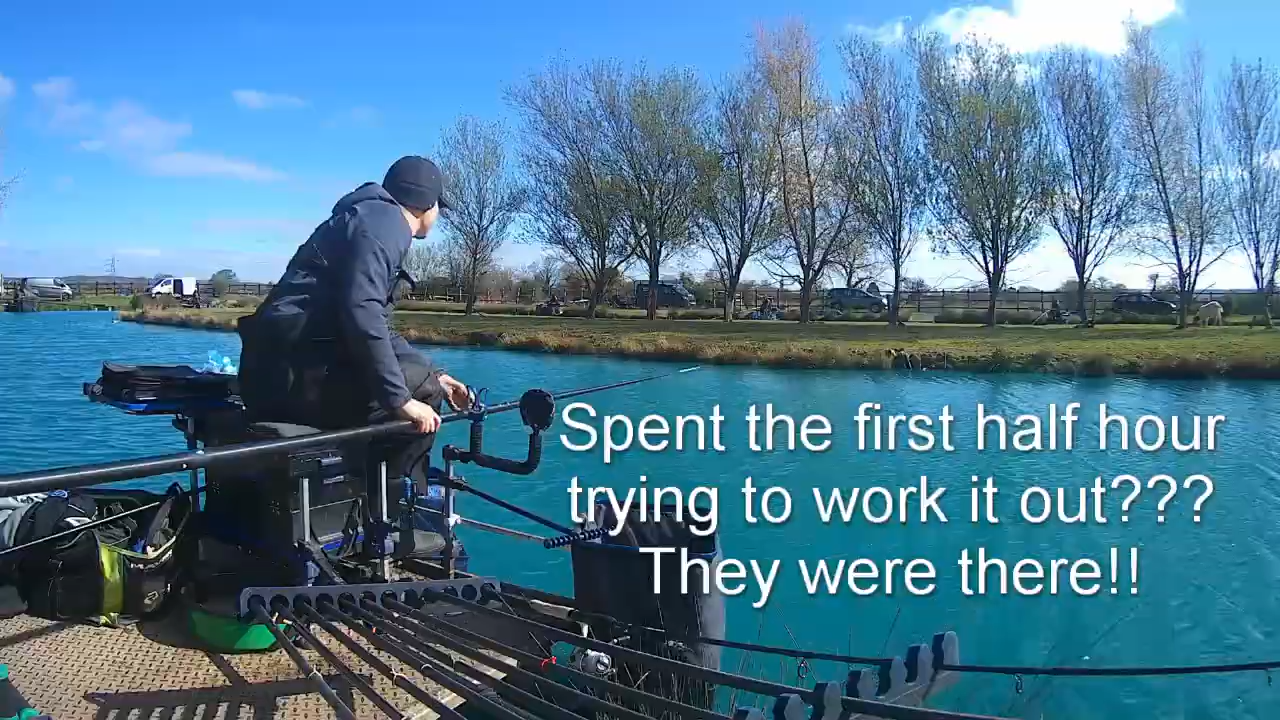 Spent the first half hour
trying to work it out???
They were there!!